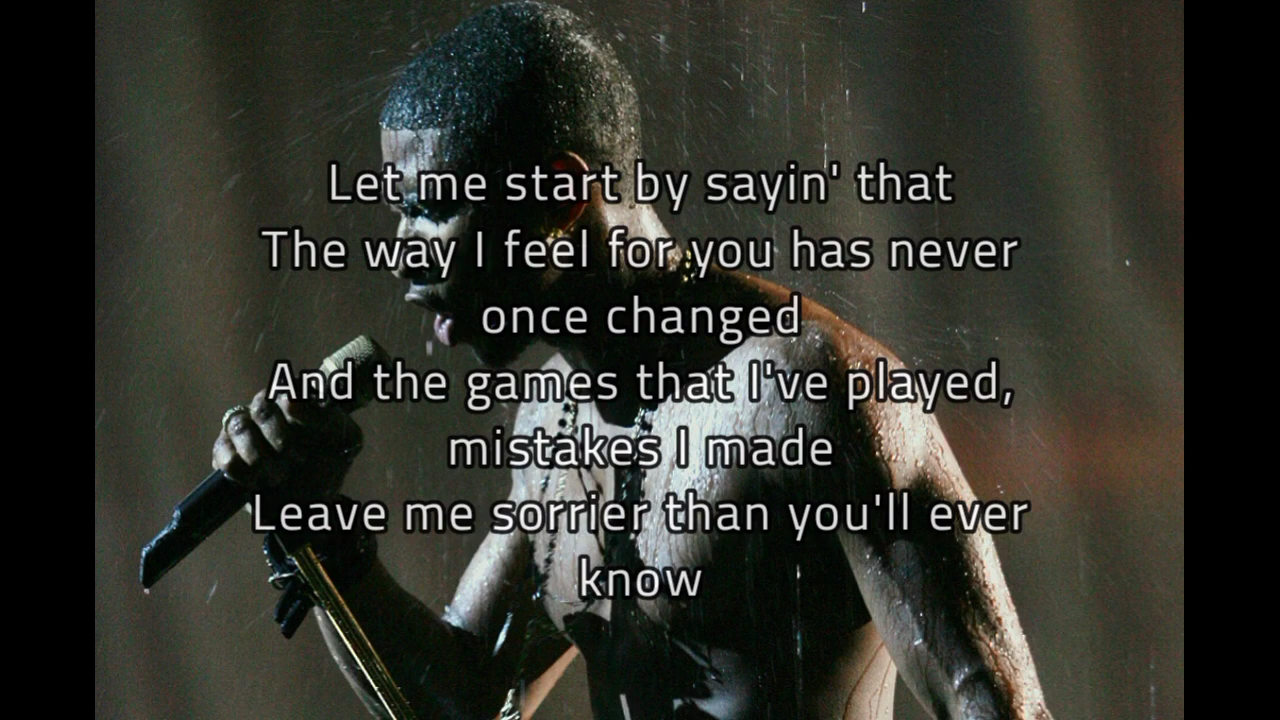 Let me start by sayin' that
The way I feel for you has never
once changed
And the games that I've played,
mistakes I made
Leave me sorrier than you'll ever
know